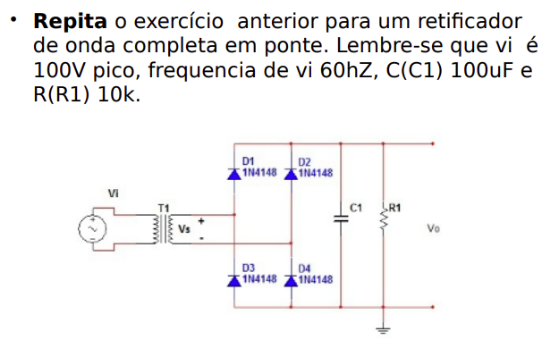 • Repita o exercício anterior para um retificador
de onda completa em ponte. Lembre-se que vi é
100V pico, frequencia de vi 60hZ, C(C1) 100uF e
R(R1) 10k.
D1
1N4148
D2
1N4148
Vi
T1
+
Vs
-
C1
R1
Vo
D3
1N4148
D4
1N4148